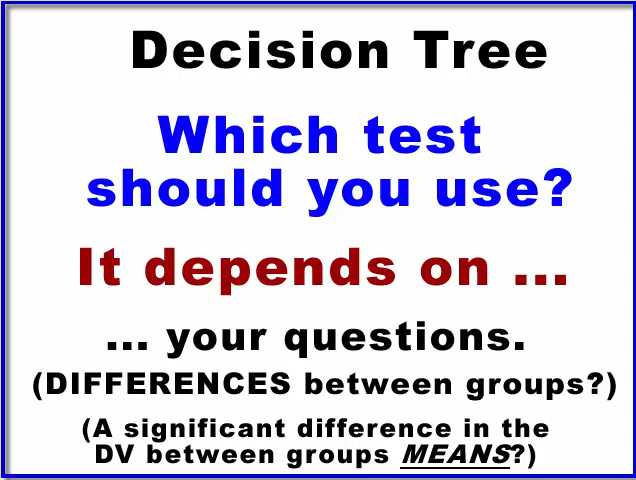 Decision Tree
Which test
should you use?
It depends on ...
... your questions.
(DIFFERENCES between groups?)
(A significant difference in the
DV between groups MEANS?)